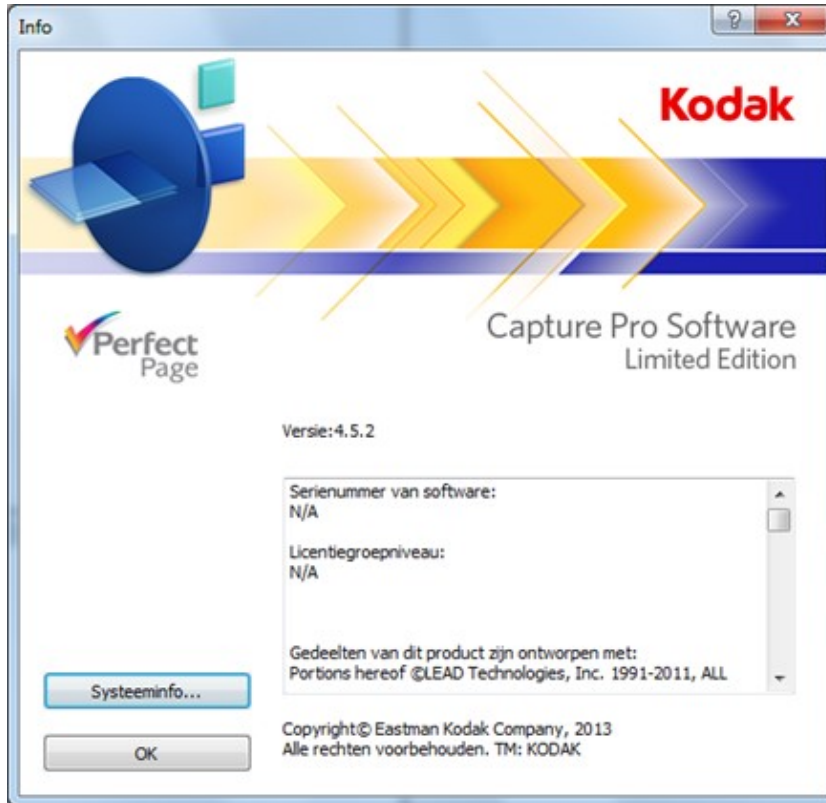 Info
Kodak
Perfect
Page
Capture Pro Software
Limited Edition
Versie:4.5.2
Serienummer van software:
N/A
Licentiegroepniveau:
N/A
Gedeelten van dit product zijn ontworpen met:
Portions hereof ©LEAD Technologies, Inc. 1991-2011, ALL
Systeeminfo...
Copyright© Eastman Kodak Company, 2013
OK
Alle rechten voorbehouden. TM: KODAK